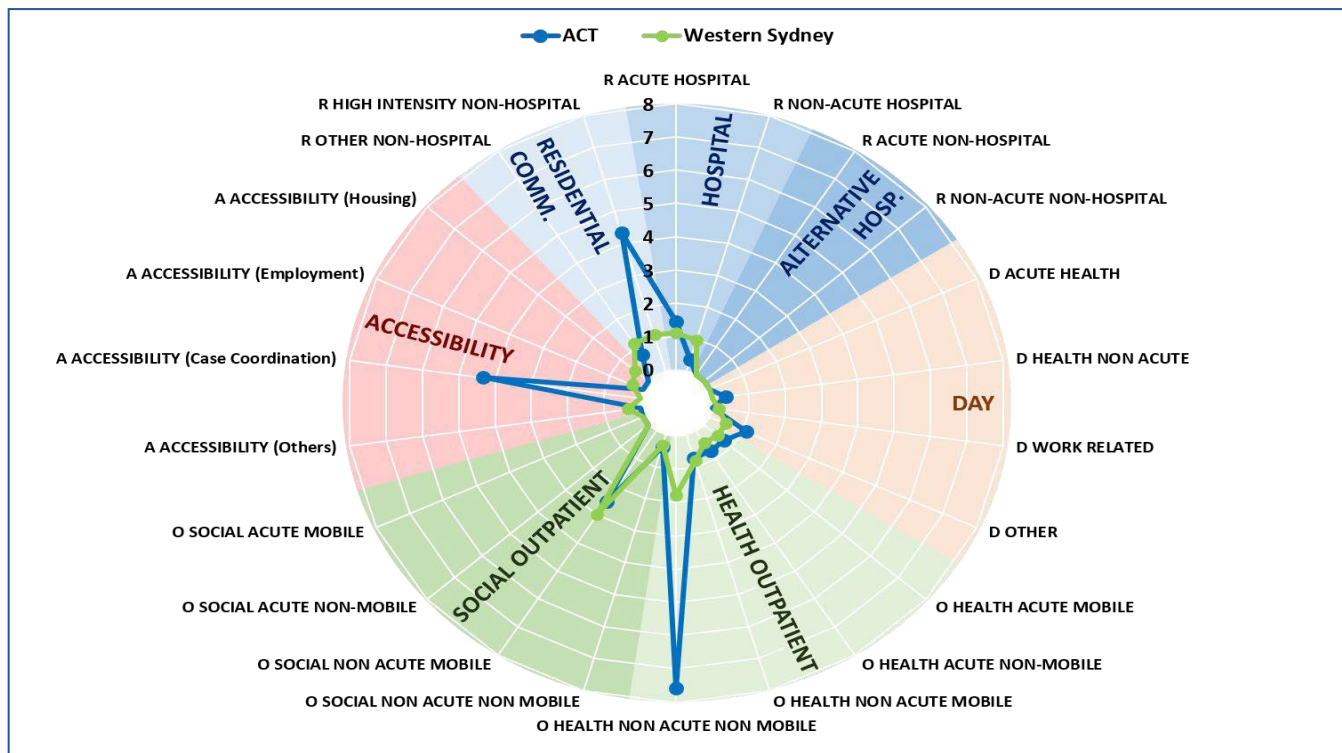 ACT
Western Sydney
R ACUTE HOSPITAL
R NON-ACUTE HOSPITAL
R ACUTE NON-HOSPITAL
R NON-ACUTE NON-HOSPITAL
D ACUTE HEALTH
D HEALTH NON ACUTE
D WORK RELATED
D OTHER
O HEALTH ACUTE MOBILE
O HEALTH ACUTE NON-MOBILE
O HEALTH NON ACUTE MOBILE
O HEALTH NON ACUTE NON MOBILE
O SOCIAL NON ACUTE NON MOBILE
O SOCIAL NON ACUTE MOBILE
O SOCIAL ACUTE NON-MOBILE
O SOCIAL ACUTE MOBILE
A ACCESSIBILITY (Others)
A ACCESSIBILITY (Case Coordination)
A ACCESSIBILITY (Employment)
A ACCESSIBILITY (Housing)
R OTHER NON-HOSPITAL
R HIGH INTENSITY NON-HOSPITAL
8
7
6
5
4
3
2
1
0
HOSPITAL
ALTERNATIVE
HOSP.
DAY
HEALTH OUTPATIENT
SOCIAL OUTPATIENT
ACCESSIBILITY
RESIDENTIAL
COMM.